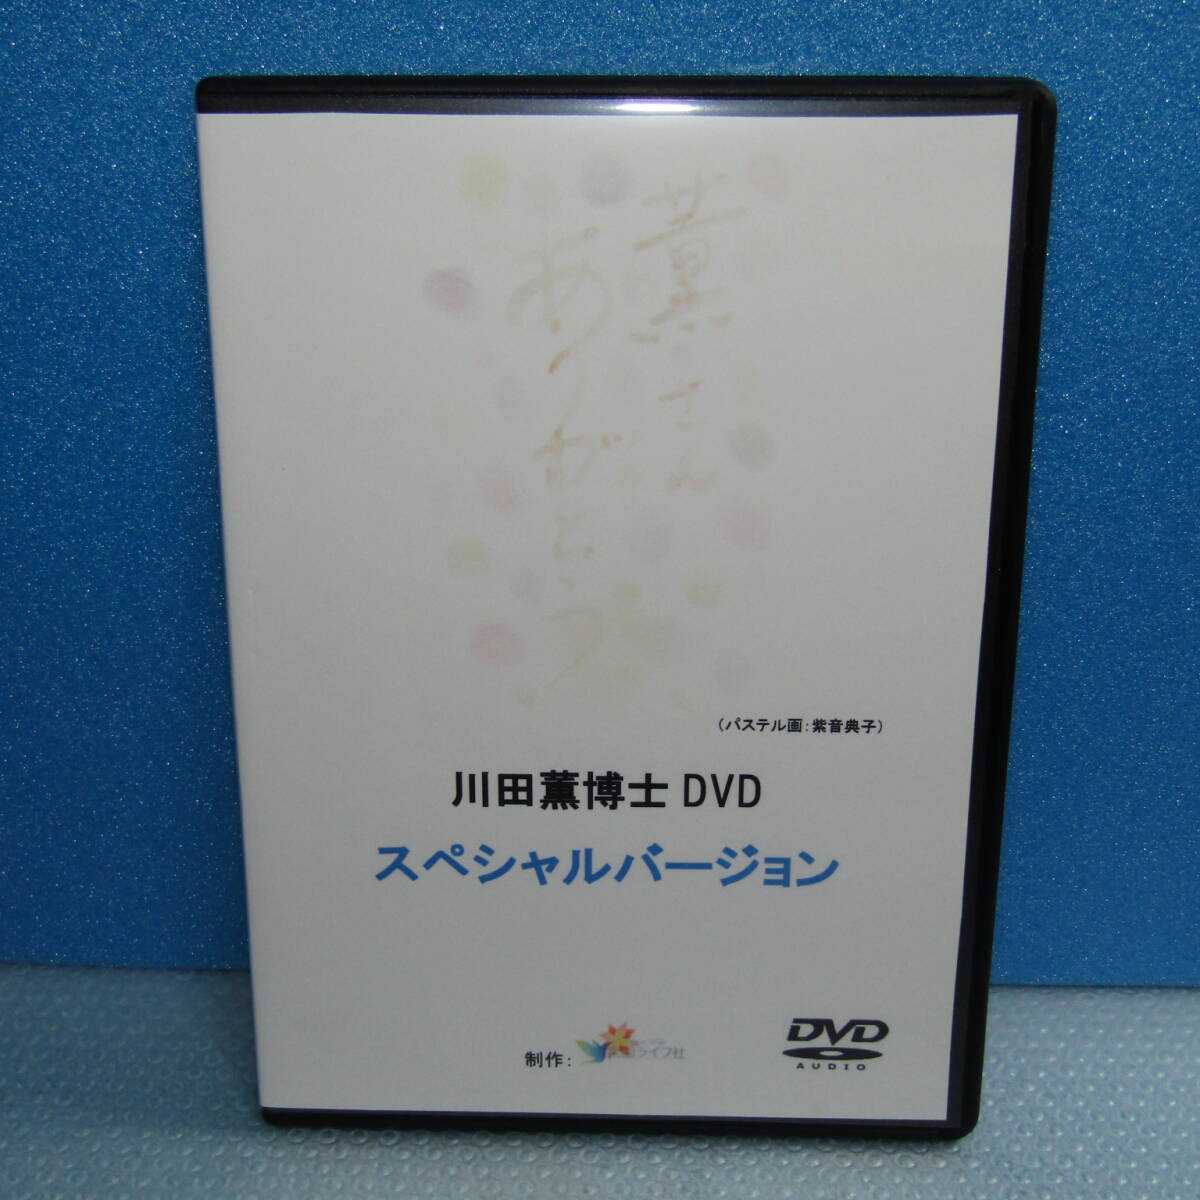 薫さん
ありがとう
（パステル画：紫音典子）
川田薫博士 DVD
スペシャルバージョン
制作：
ライフ社
DVD
AUDIO